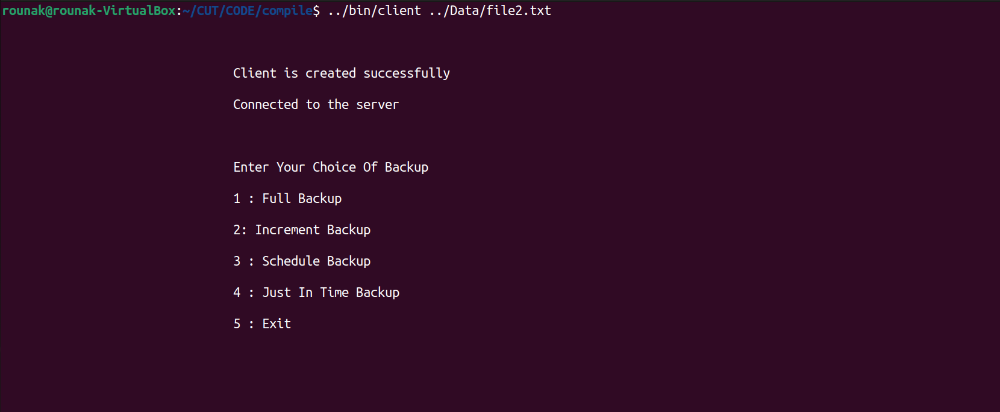 rounak@rounak-VirtualBox:~/CUT/CODE/compile$ ../bin/client ../Data/file2.txt
Client is created successfully
Connected to the server
Enter Your Choice Of Backup
1 : Full Backup
2: Increment Backup
3 : Schedule Backup
4 : Just In Time Backup
5 : Exit